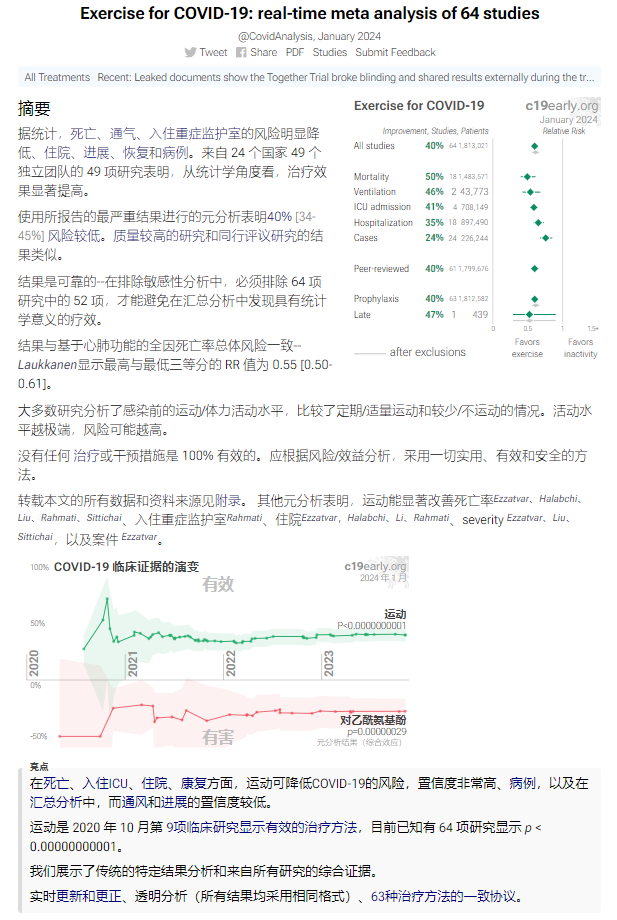 Exercise for COVID-19: real-time meta analysis of 64 studies
@CovidAnalysis, January 2024
Tweet Share PDF Studies Submit Feedback
All Treatments Recent: Leaked documents show the Together Trial broke blinding and shared results externally during the tr...
摘要
据统计，死亡、通气、入住重症监护室的风险明显降
低、住院、进展、恢复和病例。来自 24 个国家 49 个
独立团队的 49 项研究表明，从统计学角度看，治疗效
果显著提高。
使用所报告的最严重结果进行的元分析表明40% [34-
45%] 风险较低。质量较高的研究和同行评议研究的结
果类似。
结果是可靠的--在排除敏感性分析中，必须排除 64 项
研究中的 52 项，才能避免在汇总分析中发现具有统计
学意义的疗效。
结果与基于心肺功能的全因死亡率总体风险一致--
Laukkanen显示最高与最低三等分的 RR 值为 0.55 [0.50-
0.61]。
Exercise for COVID-19 c19early.org
January 2024
Improvement, Studies, Patients Relative Risk
All studies 40% 64 1,813,021
Mortality 50% 18 1,483,571
Ventilation 46% 2 43,773
ICU admission 41% 4 708,149
Hospitalization 35% 18 897,490
Cases 24% 24 226,244
Peer-reviewed 40% 61 1,799,676
Prophylaxis 40% 63 1,812,582
Late 47% 1 439
0 0.5 1 1.5+
after exclusions
Favors exercise
Favors inactivity
大多数研究分析了感染前的运动/体力活动水平，比较了定期/适量运动和较少/不运动的情况。活动水
平越极端，风险可能越高。
没有任何 治疗或干预措施是 100% 有效的。应根据风险/效益分析，采用一切实用、有效和安全的方
法。
转载本文的所有数据和资料来源见附录。 其他元分析表明，运动能显著改善死亡率Ezzatvar、Halabchi、
Liu、Rahmati、Sittichai、入住重症监护室Rahmati、住院Ezzatvar，Halabchi、Li、Rahmati、severity Ezzatvar、Liu、
Sittichai，以及案件 Ezzatvar。
100% COVID-19 临床证据的演变 c19early.org
2024 年 1 月
有效
50%
运动
P<0.0000000001
2020 2021 2022 2023
0%
-50%
有害
对乙酰氨基酚
p=0.00000029
元分析结果（综合效应）
亮点
在死亡、入住ICU、住院、康复方面，运动可降低COVID-19的风险，置信度非常高、病例，以及在
汇总分析中，而通风和进展的置信度较低。
运动是 2020 年 10 月第 9项临床研究显示有效的治疗方法，目前已知有 64 项研究显示 p <
0.00000000001。
我们展示了传统的特定结果分析和来自所有研究的综合证据。
实时更新和更正、透明分析（所有结果均采用相同格式）、63种治疗方法的一致协议。